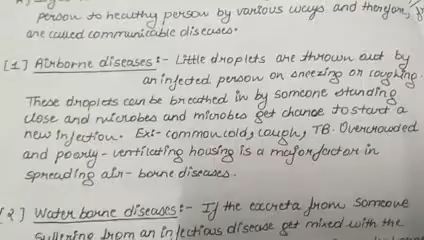 person to healthy person by various ways and therefore,
are called communicable diseases.
[1] Airborne diseases :- Little droplets are thrown out by
an infected person on sneezing or coughing.
These droplets can be breathed in by someone standing
close and microbes and microbes get chance to start a
new infection. Ex:- common cold, cough, TB. Overcrowded
and poorly-ventilating housing is a major factor in
spreading air-borne diseases.
[2] Water borne diseases :- If the excreta from someone
suffering from an infectious disease get mixed with the